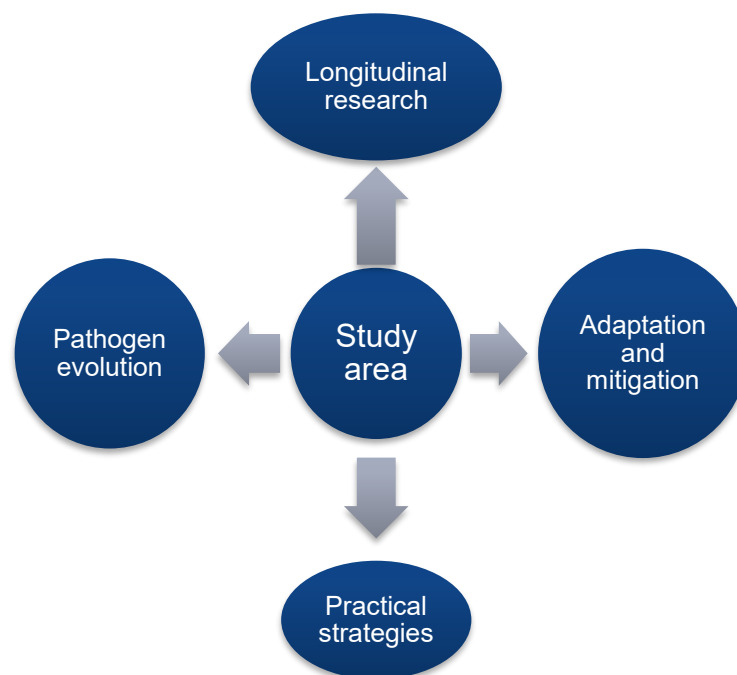 Longitudinal
research
Pathogen
evolution
Study
area
Adaptation
and
mitigation
Practical
strategies